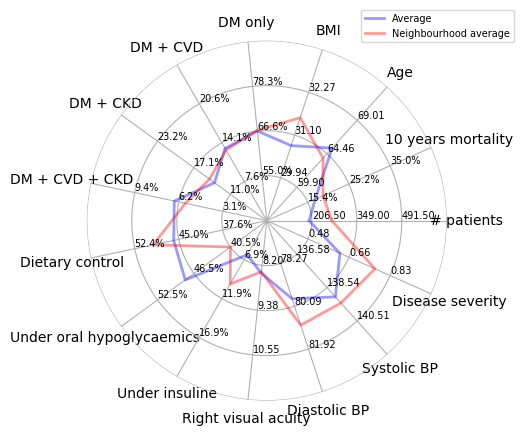 Average
Neighbourhood average
DM only
BMI
Age
10 years mortality
# patients
Disease severity
Systolic BP
Diastolic BP
Right visual acuity
Under insuline
Under oral hypoglycaemics
Dietary control
DM + CVD + CKD
DM + CKD
DM + CVD
55.0%
66.6%
78.3%
29.94
31.10
32.27
59.90
64.46
69.01
15.4%
25.2%
35.0%
206.50
349.00
491.50
0.48
0.66
0.83
136.58
138.54
140.51
78.27
80.09
81.92
8.20
9.38
10.55
6.9%
11.9%
16.9%
40.5%
46.5%
52.5%
37.6%
45.0%
52.4%
3.1%
6.2%
9.4%
11.0%
17.1%
23.2%
7.6%
14.1%
20.6%